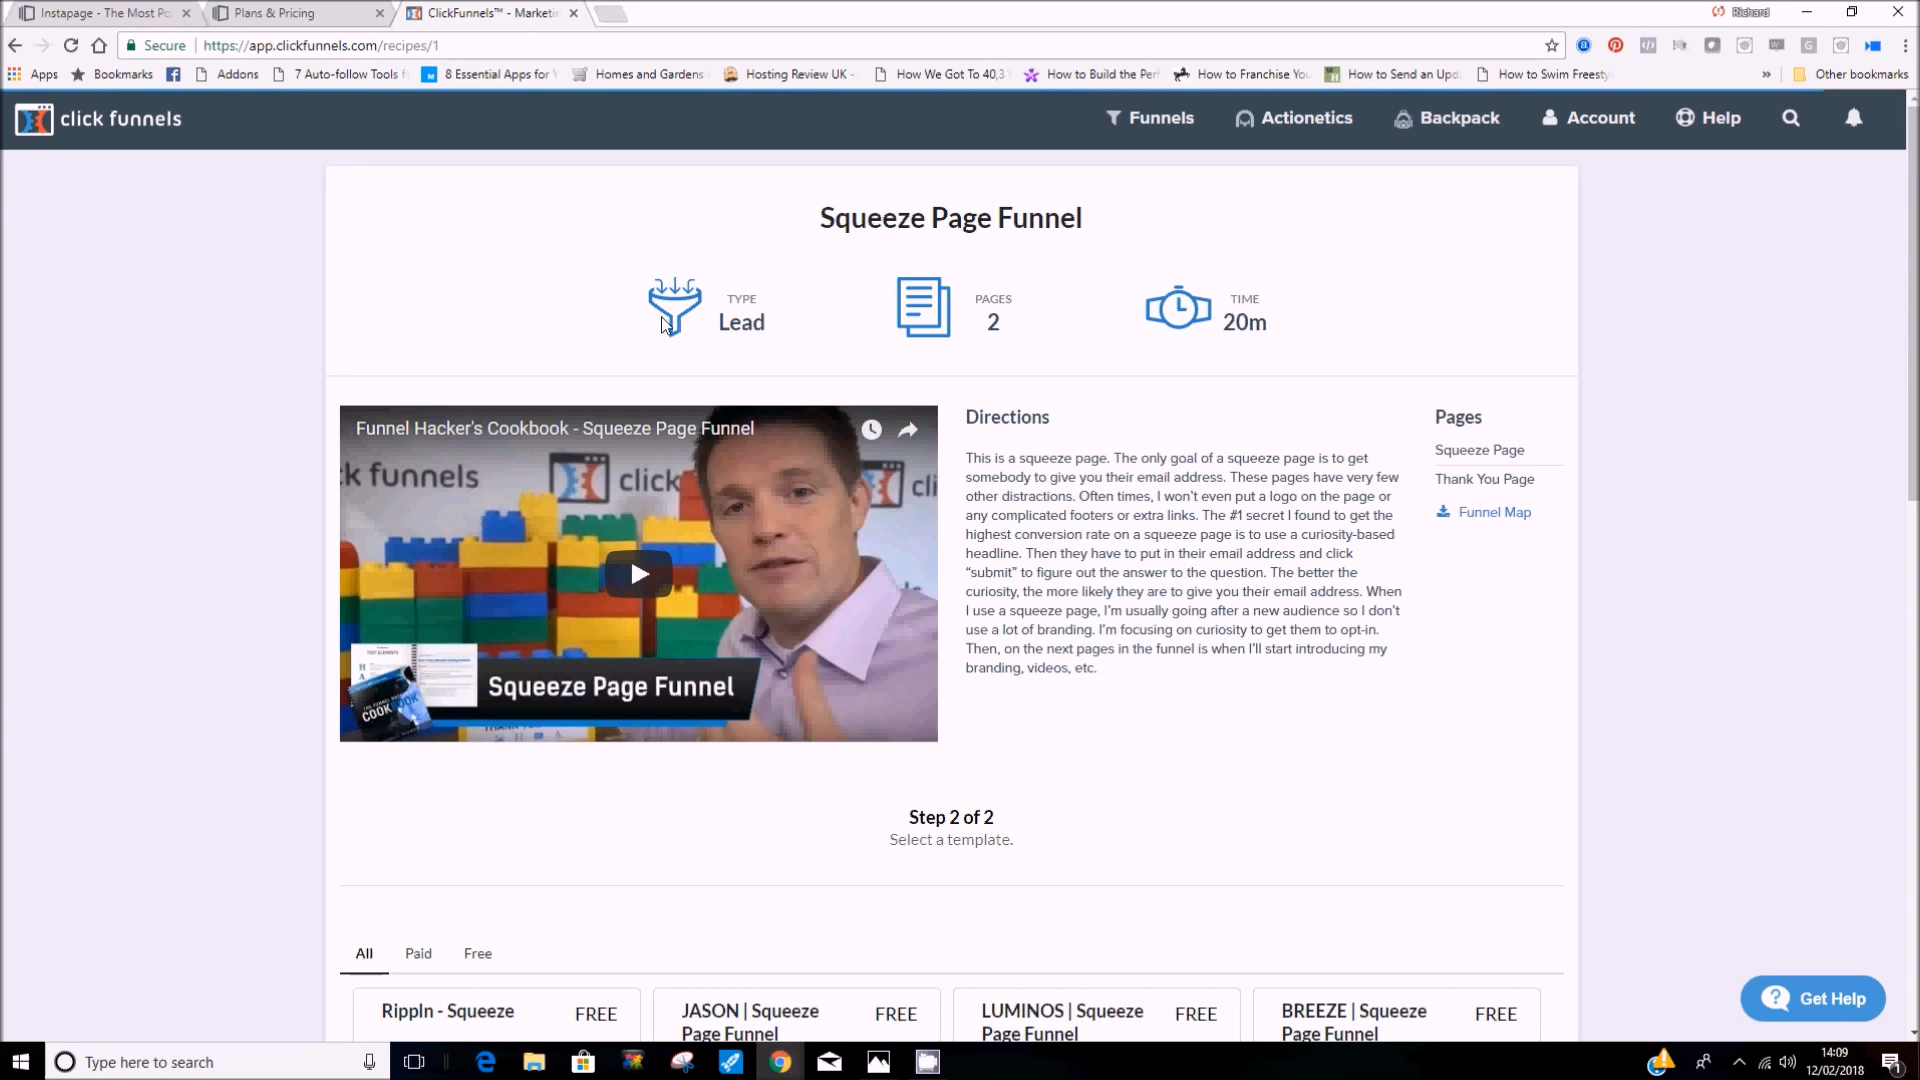 Instapage - The Most Po
Plans & Pricing
ClickFunnels™ - Marketin
Richard
Secure
https://app.clickfunnels.com/recipes/1
Apps
Bookmarks
Addons
7 Auto-follow Tools f
8 Essential Apps for
Homes and Gardens
Hosting Review UK -
How We Got To 40,3
How to Build the Perf
How to Franchise You
How to Send an Upd
How to Swim Freesty
»
Other bookmarks
click funnels
Funnels
Actionetics
Backpack
Account
Help
Squeeze Page Funnel
TYPE
Lead
PAGES
2
TIME
20m
Funnel Hacker's Cookbook - Squeeze Page Funnel
k funnels
click
cli
COOKBOOK
Squeeze Page Funnel
Directions
This is a squeeze page. The only goal of a squeeze page is to get
somebody to give you their email address. These pages have very few
other distractions. Often times, I won't even put a logo on the page or
any complicated footers or extra links. The #1 secret I found to get the
highest conversion rate on a squeeze page is to use a curiosity-based
headline. Then they have to put in their email address and click
“submit” to figure out the answer to the question. The better the
curiosity, the more likely they are to give you their email address. When
I use a squeeze page, I'm usually going after a new audience so I don't
use a lot of branding. I'm focusing on curiosity to get them to opt-in.
Then, on the next pages in the funnel is when I'll start introducing my
branding, videos, etc.
Pages
Squeeze Page
Thank You Page
Funnel Map
Step 2 of 2
Select a template.
All
Paid
Free
Rippln - Squeeze
FREE
JASON | Squeeze
Page Funnel
FREE
LUMINOS | Squeeze
Page Funnel
FREE
BREEZE | Squeeze
Page Funnel
FREE
Get Help
Type here to search
14:09
12/02/2018
1